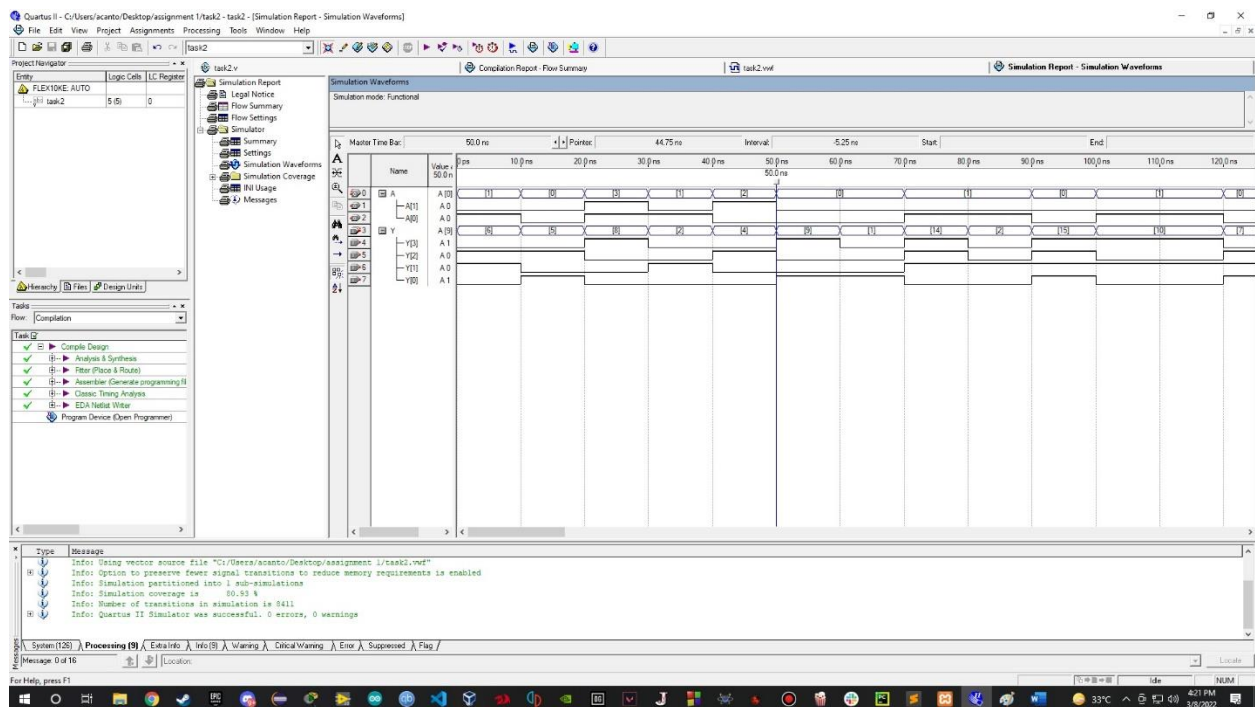 Quartus II - C:/Users/acanto/Desktop/assignment 1/task2 - task2 - [Simulation Report - Simulation Waveforms]
File Edit View Project Assignments Processing Tools Window Help
task2
Project Navigator
Entity Logic Cells LC Register
FLEX10KE: AUTO
task2 5 (5) 0
Hierarchy Files Design Units
Tasks
Flow: Compilation
Task
Compile Design
Analysis & Synthesis
Fitter (Place & Route)
Assembler (Generate programming fil
Classic Timing Analysis
EDA Netlist Writer
Program Device (Open Programmer)
task2.v Compilation Report - Flow Summary task2.vwf Simulation Report - Simulation Waveforms
Simulation Report
Legal Notice
Flow Summary
Flow Settings
Simulator
Summary
Settings
Simulation Waveforms
Simulation Coverage
INI Usage
Messages
Simulation Waveforms
Simulation mode: Functional
Master Time Bar: 50.0 ns Pointer: 44.75 ns Interval: -5.25 ns Start: End:
Name Value 50.0 n
0 ps 10.0 ns 20.0 ns 30.0 ns 40.0 ns 50.0 ns 60.0 ns 70.0 ns 80.0 ns 90.0 ns 100.0 ns 110.0 ns 120.0 ns
50.0 ns
0 A A [0] [1] [0] [3] [1] [2] [0] [1] [0] [1] [0]
1 A[1] A 0
2 A[0] A 0
3 Y A [9] [6] [5] [8] [2] [4] [9] [1] [14] [2] [15] [10] [7]
4 Y[3] A 1
5 Y[2] A 0
6 Y[1] A 0
7 Y[0] A 1
Type Message
Info: Using vector source file "C:/Users/acanto/Desktop/assignment 1/task2.vwf"
Info: Option to preserve fewer signal transitions to reduce memory requirements is enabled
Info: Simulation partitioned into 1 sub-simulations
Info: Simulation coverage is 80.93 %
Info: Number of transitions in simulation is 8411
Info: Quartus II Simulator was successful. 0 errors, 0 warnings
System (126) Processing (9) Extra Info Info (9) Warning Critical Warning Error Suppressed Flag
Messages
Message: 0 of 16 Location: Locate
For Help, press F1 Idle NUM
33°C 4:21 PM
3/8/2022